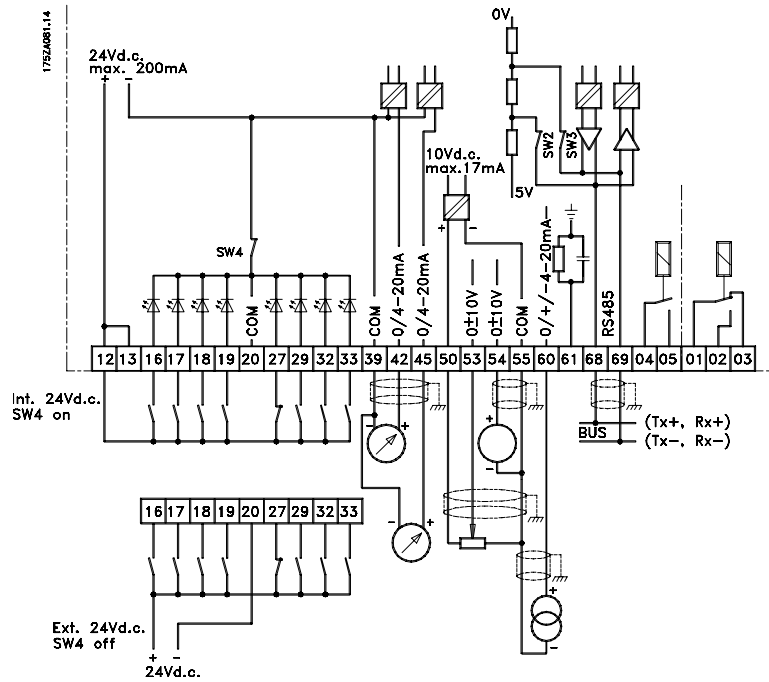 175ZA081.14
24Vd.c.
max. 200mA
+ −
0V
5V
SW2
SW3
10Vd.c.
max.17mA
+ −
SW4
COM
COM
0/4-20mA
0/4-20mA
0±10V
0±10V
COM
0/+/-4-20mA
RS485
12 13 16 17 18 19 20 27 29 32 33 39 42 45 50 53 54 55 60 61 68 69 04 05 01 02 03
Int. 24Vd.c.
SW4 on
− +
+
−
(Tx+, Rx+)
BUS
(Tx−, Rx−)
16 17 18 19 20 27 29 32 33
− +
+
−
Ext. 24Vd.c.
SW4 off
+ −
24Vd.c.